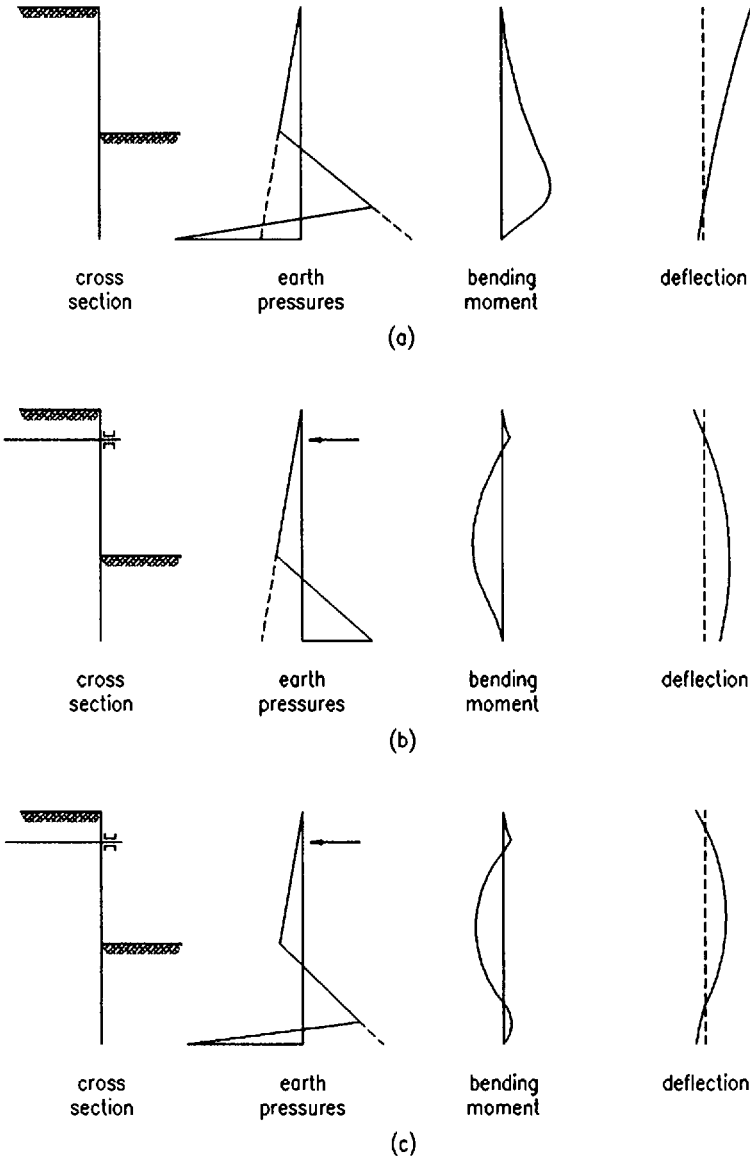 cross section
earth pressures
bending moment
deflection
(a)
cross section
earth pressures
bending moment
deflection
(b)
cross section
earth pressures
bending moment
deflection
(c)